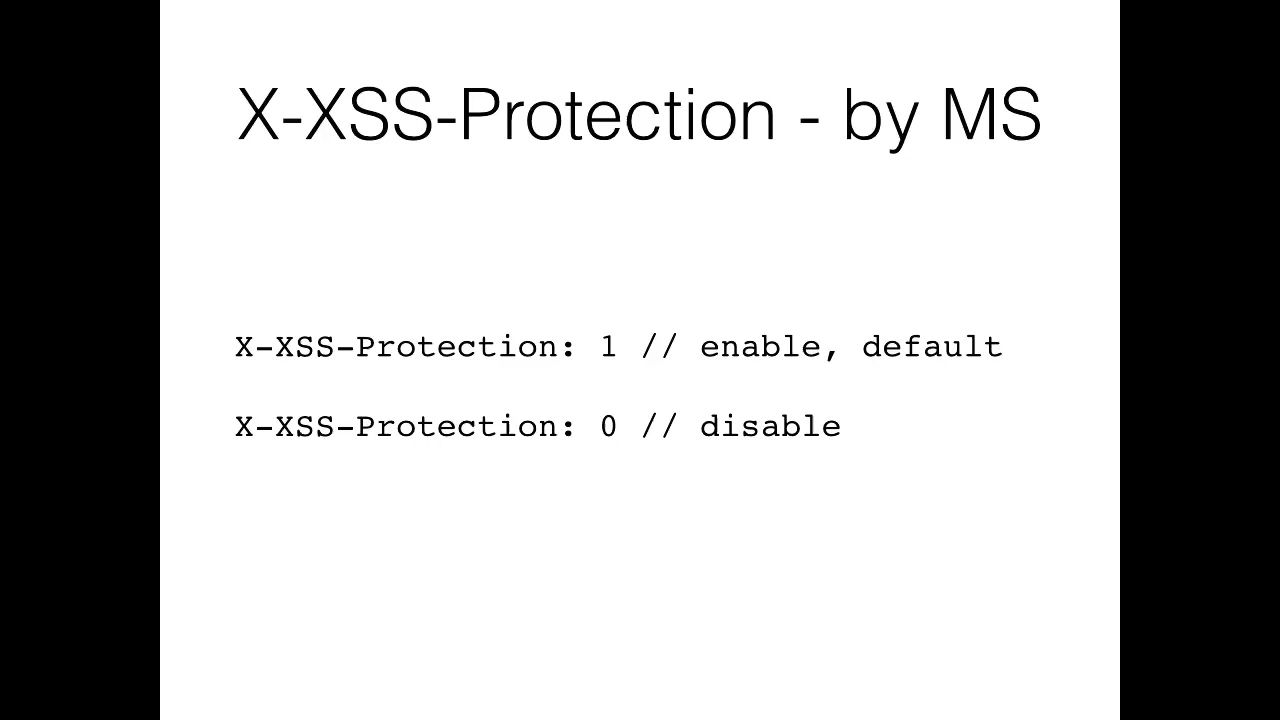 X-XSS-Protection - by MS
X-XSS-Protection: 1 // enable, default
X-XSS-Protection: 0 // disable